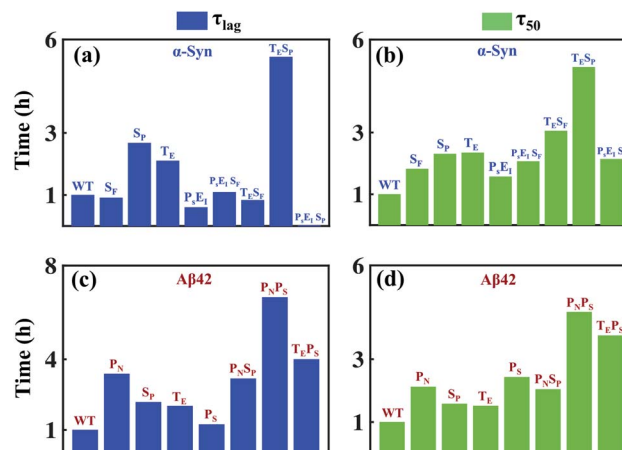 τlag τ50
6 (a) α-Syn TESP
Time (h)
3
1
WT SF SP TE PsEI PsEI SF TESF PsEI SP
6 (b) α-Syn TESP
3
1
WT SF SP TE PsEI PsEI SF TESF PsEI S
8 (c) Aβ42
Time (h)
4
1
WT PN SP TE PS PNSP PNPS TEPS
6 (d) Aβ42
3
1
WT PN SP TE PS PNSP PNPS TEPS